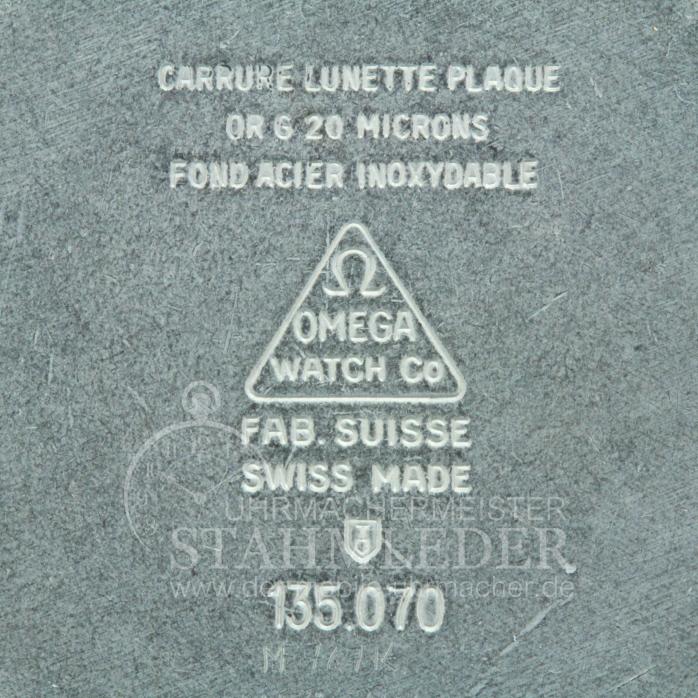 CARRURE LUNETTE PLAQUE
OR G 20 MICRONS
FOND ACIER INOXYDABLE
Ω
OMEGA
WATCH Co
FAB. SUISSE
SWISS MADE
UHRMACHERMEISTER
STAHNLEDER
135.070